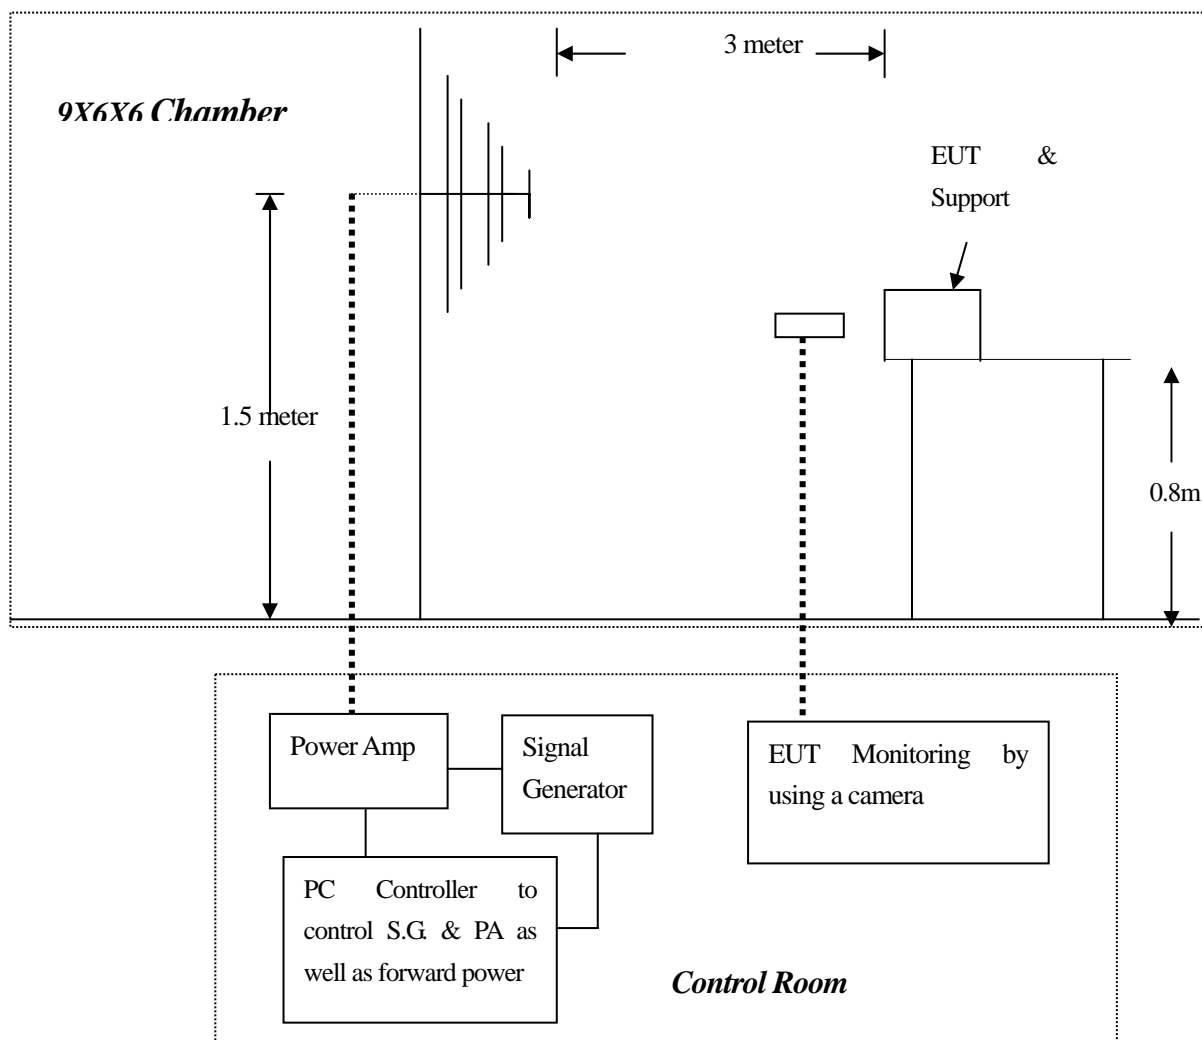 3 meter
9X6X6 Chamber
EUT &
Support
1.5 meter
0.8m
Power Amp
Signal
Generator
EUT Monitoring by
using a camera
PC Controller to
control S.G. & PA as
well as forward power
Control Room